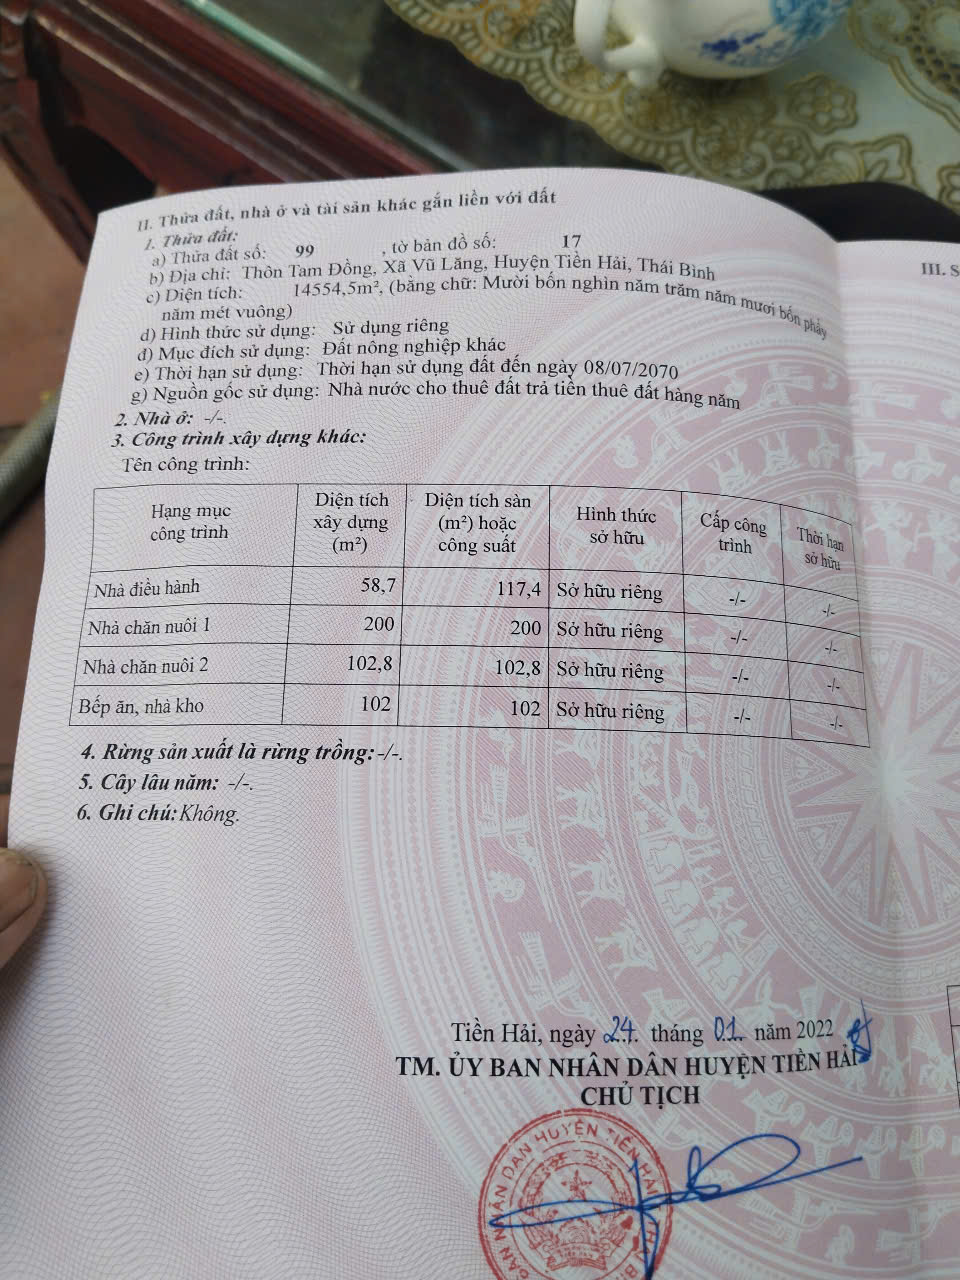 II. Thửa đất, nhà ở và tài sản khác gắn liền với đất
1. Thửa đất:
a) Thửa đất số: 99 , tờ bản đồ số: 17
b) Địa chỉ: Thôn Tam Đồng, Xã Vũ Lăng, Huyện Tiền Hải, Thái Bình
c) Diện tích: 14554,5m², (bằng chữ: Mười bốn nghìn năm trăm năm mươi bốn phẩy
năm mét vuông)
d) Hình thức sử dụng: Sử dụng riêng
đ) Mục đích sử dụng: Đất nông nghiệp khác
e) Thời hạn sử dụng: Thời hạn sử dụng đất đến ngày 08/07/2070
g) Nguồn gốc sử dụng: Nhà nước cho thuê đất trả tiền thuê đất hàng năm
2. Nhà ở: -/-.
3. Công trình xây dựng khác:
Tên công trình:
Hạng mục công trình Diện tích xây dựng (m²) Diện tích sàn (m²) hoặc công suất Hình thức sở hữu Cấp công trình Thời hạn sở hữu
Nhà điều hành 58,7 117,4 Sở hữu riêng -/- -/-
Nhà chăn nuôi 1 200 200 Sở hữu riêng -/- -/-
Nhà chăn nuôi 2 102,8 102,8 Sở hữu riêng -/- -/-
Bếp ăn, nhà kho 102 102 Sở hữu riêng -/- -/-
4. Rừng sản xuất là rừng trồng: -/-.
5. Cây lâu năm: -/-.
6. Ghi chú: Không.
Tiền Hải, ngày 24 tháng 01 năm 2022
TM. ỦY BAN NHÂN DÂN HUYỆN TIỀN HẢI
CHỦ TỊCH
BAN NHÂN DÂN HUYỆN TIỀN HẢI
III. S